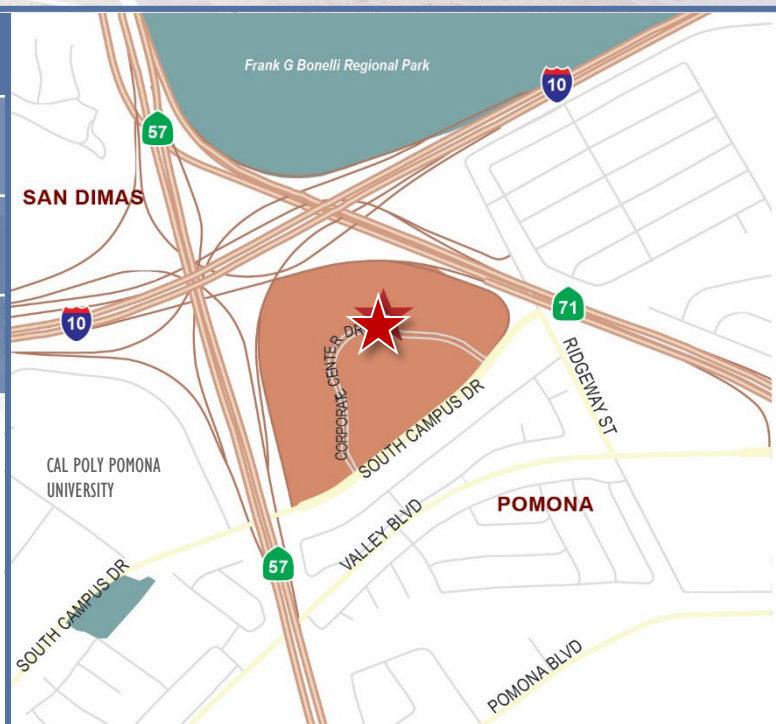 Frank G Bonelli Regional Park
10
57
SAN DIMAS
10
71
CORPORATE CENTER DR
RIDGEWAY ST
SOUTH CAMPUS DR
CAL POLY POMONA
UNIVERSITY
POMONA
VALLEY BLVD
57
SOUTH CAMPUS DR
POMONA BLVD